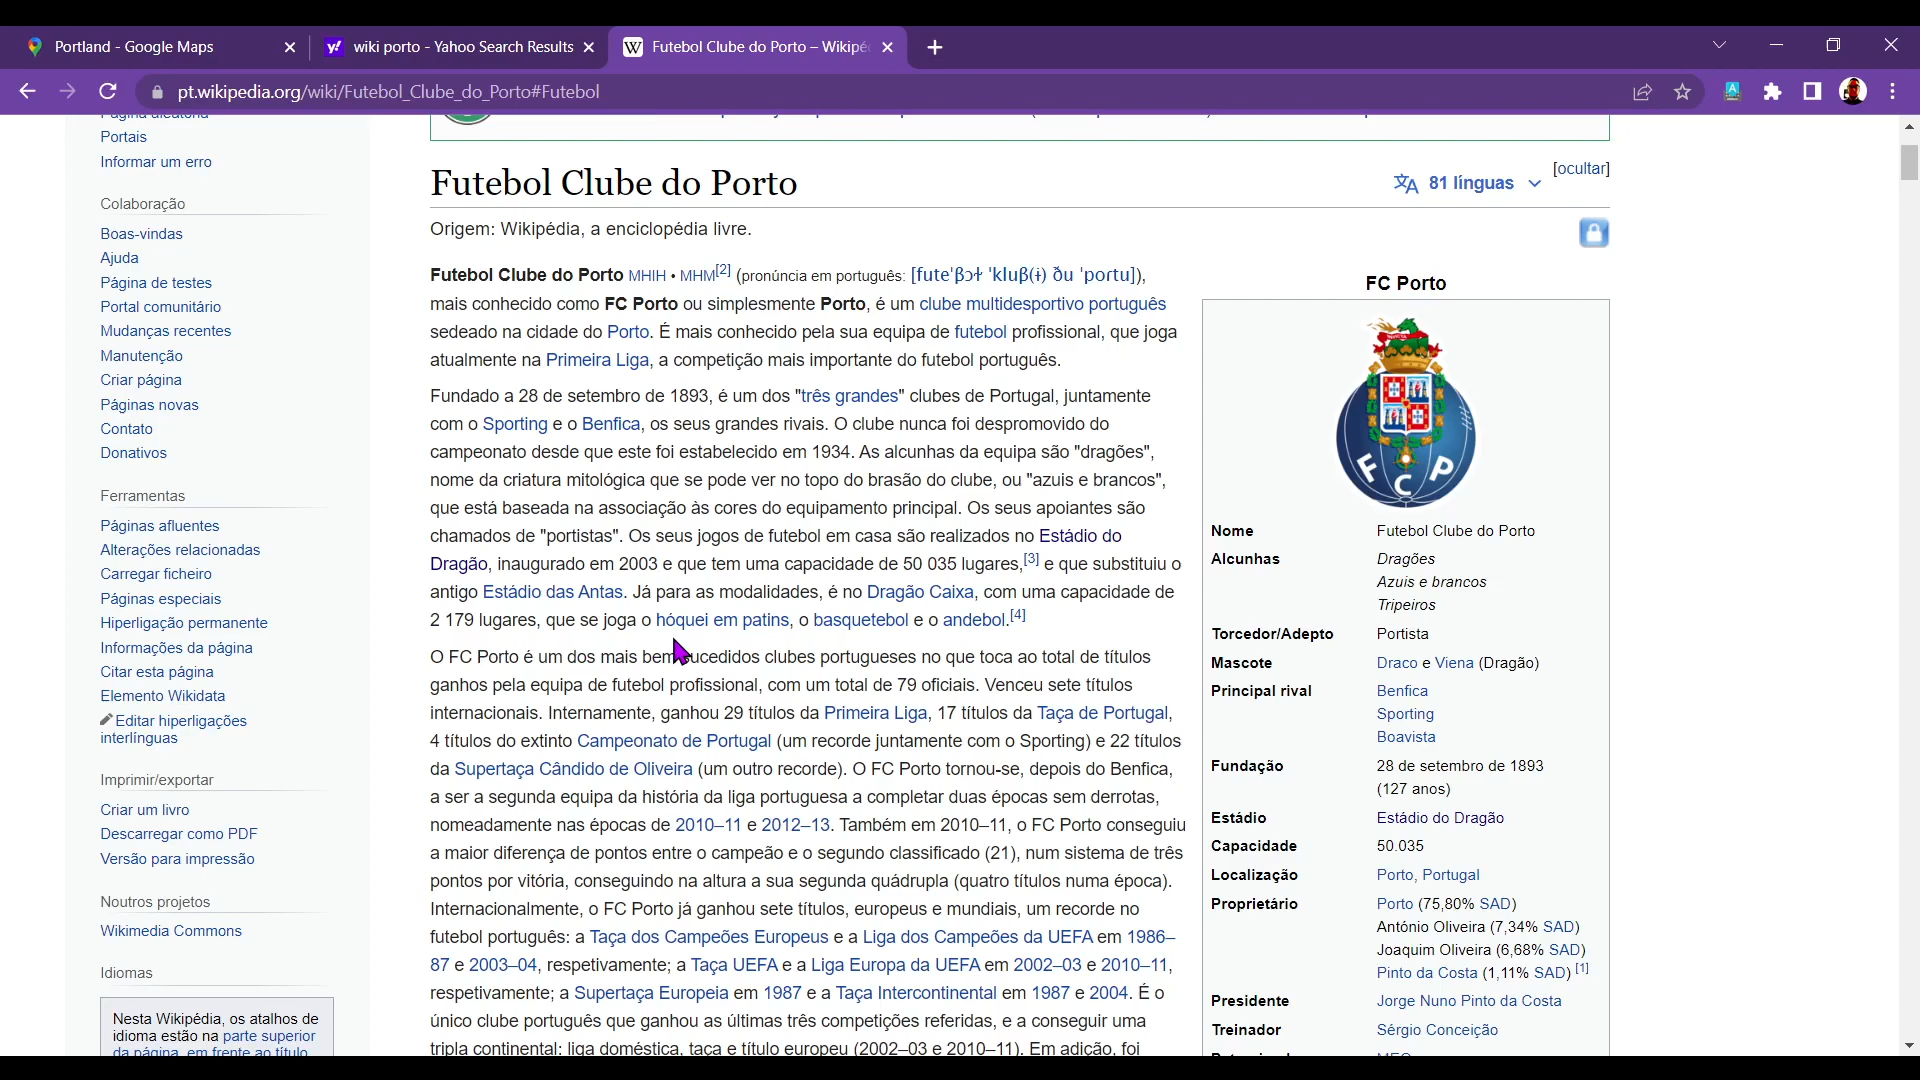 Portland - Google Maps
wiki porto - Yahoo Search Results
Futebol Clube do Porto – Wikipé
pt.wikipedia.org/wiki/Futebol_Clube_do_Porto#Futebol
Página aleatória
Portais
Informar um erro
Colaboração
Boas-vindas
Ajuda
Página de testes
Portal comunitário
Mudanças recentes
Manutenção
Criar página
Páginas novas
Contato
Donativos
Ferramentas
Páginas afluentes
Alterações relacionadas
Carregar ficheiro
Páginas especiais
Hiperligação permanente
Informações da página
Citar esta página
Elemento Wikidata
Editar hiperligações
interlínguas
Imprimir/exportar
Criar um livro
Descarregar como PDF
Versão para impressão
Noutros projetos
Wikimedia Commons
Idiomas
Nesta Wikipédia, os atalhos de
idioma estão na parte superior
da página, em frente ao título
[ocultar]
Futebol Clube do Porto
81 línguas
Origem: Wikipédia, a enciclopédia livre.
Futebol Clube do Porto MHIH • MHM[2] (pronúncia em português: [futeˈβɔɫ ˈkluβ(ɨ) ðu ˈpoɾtu]),
mais conhecido como FC Porto ou simplesmente Porto, é um clube multidesportivo português
sedeado na cidade do Porto. É mais conhecido pela sua equipa de futebol profissional, que joga
atualmente na Primeira Liga, a competição mais importante do futebol português.
Fundado a 28 de setembro de 1893, é um dos "três grandes" clubes de Portugal, juntamente
com o Sporting e o Benfica, os seus grandes rivais. O clube nunca foi despromovido do
campeonato desde que este foi estabelecido em 1934. As alcunhas da equipa são "dragões",
nome da criatura mitológica que se pode ver no topo do brasão do clube, ou "azuis e brancos",
que está baseada na associação às cores do equipamento principal. Os seus apoiantes são
chamados de "portistas". Os seus jogos de futebol em casa são realizados no Estádio do
Dragão, inaugurado em 2003 e que tem uma capacidade de 50 035 lugares,[3] e que substituiu o
antigo Estádio das Antas. Já para as modalidades, é no Dragão Caixa, com uma capacidade de
2 179 lugares, que se joga o hóquei em patins, o basquetebol e o andebol.[4]
O FC Porto é um dos mais bem sucedidos clubes portugueses no que toca ao total de títulos
ganhos pela equipa de futebol profissional, com um total de 79 oficiais. Venceu sete títulos
internacionais. Internamente, ganhou 29 títulos da Primeira Liga, 17 títulos da Taça de Portugal,
4 títulos do extinto Campeonato de Portugal (um recorde juntamente com o Sporting) e 22 títulos
da Supertaça Cândido de Oliveira (um outro recorde). O FC Porto tornou-se, depois do Benfica,
a ser a segunda equipa da história da liga portuguesa a completar duas épocas sem derrotas,
nomeadamente nas épocas de 2010–11 e 2012–13. Também em 2010–11, o FC Porto conseguiu
a maior diferença de pontos entre o campeão e o segundo classificado (21), num sistema de três
pontos por vitória, conseguindo na altura a sua segunda quádrupla (quatro títulos numa época).
Internacionalmente, o FC Porto já ganhou sete títulos, europeus e mundiais, um recorde no
futebol português: a Taça dos Campeões Europeus e a Liga dos Campeões da UEFA em 1986–
87 e 2003–04, respetivamente; a Taça UEFA e a Liga Europa da UEFA em 2002–03 e 2010–11,
respetivamente; a Supertaça Europeia em 1987 e a Taça Intercontinental em 1987 e 2004. É o
único clube português que ganhou as últimas três competições referidas, e a conseguir uma
tripla continental: liga doméstica, taça e título europeu (2002–03 e 2010–11). Em adição, foi
FC Porto
F C P
Nome Futebol Clube do Porto
Alcunhas Dragões
Azuis e brancos
Tripeiros
Torcedor/Adepto Portista
Mascote Draco e Viena (Dragão)
Principal rival Benfica
Sporting
Boavista
Fundação 28 de setembro de 1893
(127 anos)
Estádio Estádio do Dragão
Capacidade 50.035
Localização Porto, Portugal
Proprietário Porto (75,80% SAD)
António Oliveira (7,34% SAD)
Joaquim Oliveira (6,68% SAD)
Pinto da Costa (1,11% SAD) [1]
Presidente Jorge Nuno Pinto da Costa
Treinador Sérgio Conceição